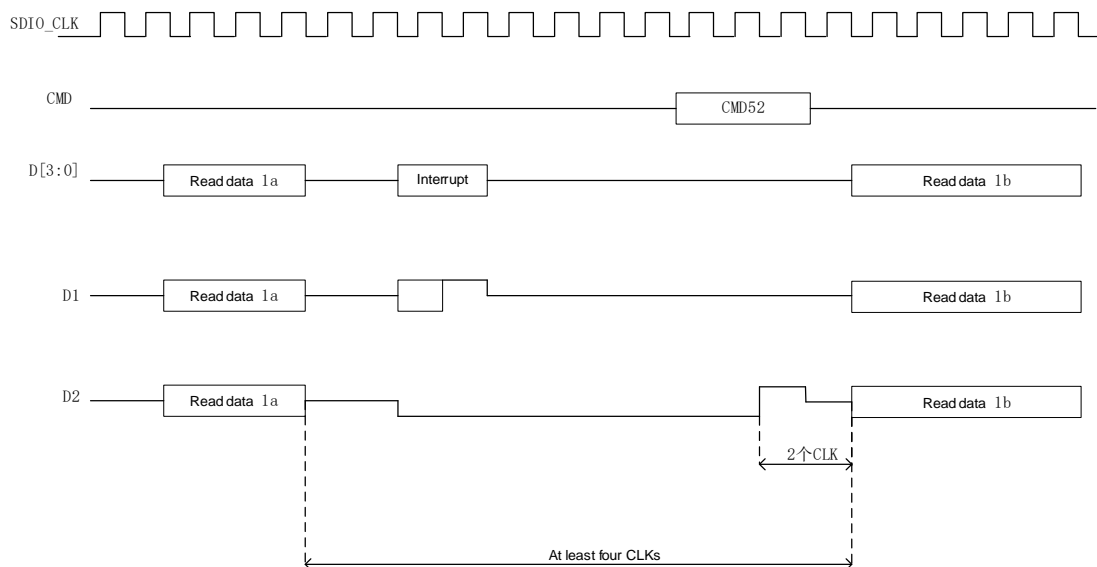 SDIO_CLK
CMD
CMD52
D[3:0]
Read data 1a
Interrupt
Read data 1b
D1
Read data 1a
Read data 1b
D2
Read data 1a
Read data 1b
2个CLK
At least four CLKs